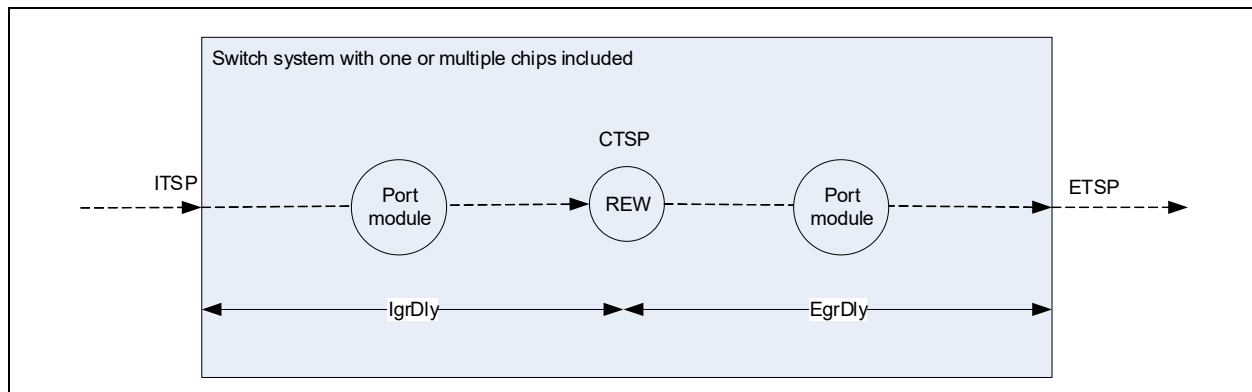 Switch system with one or multiple chips included
CTSP
ITSP
Port
module
REW
Port
module
ETSP
IgrDly
EgrDly